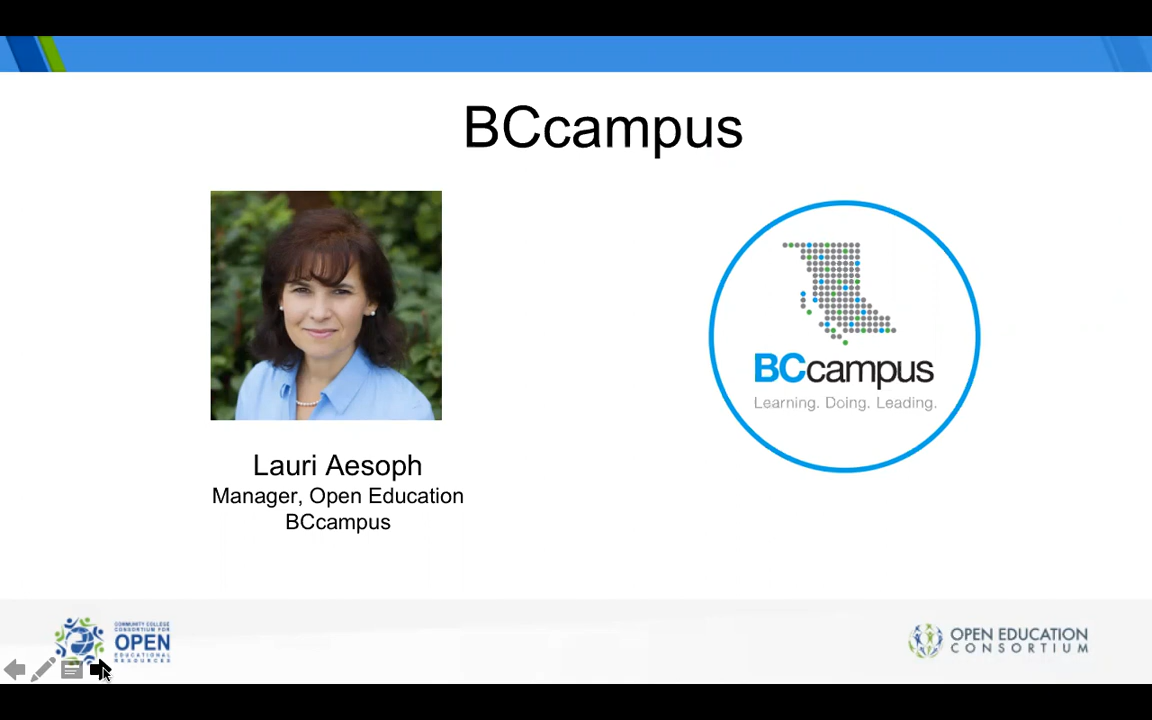 BCcampus
BCcampus
Learning. Doing. Leading.
Lauri Aesoph
Manager, Open Education
BCcampus
COMMUNITY COLLEGE
CONSORTIUM FOR
OPEN
EDUCATIONAL
RESOURCES
OPEN EDUCATION
CONSORTIUM